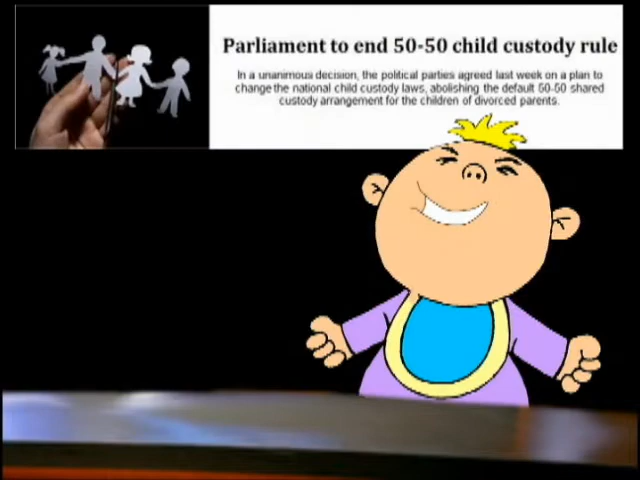 Parliament to end 50-50 child custody rule
In a unanimous decision, the political parties agreed last week on a plan to
change the national child custody laws, abolishing the default 50-50 shared
custody arrangement for the children of divorced parents.